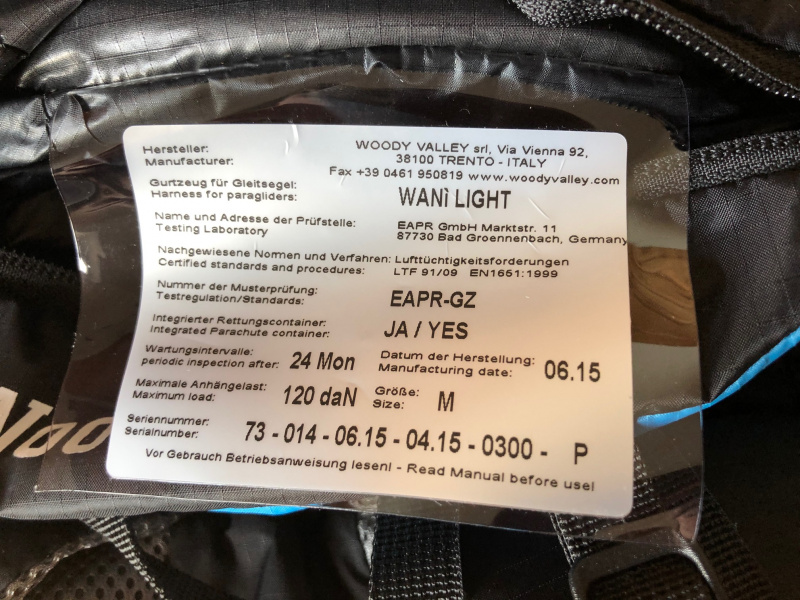 Hersteller: WOODY VALLEY srl, Via Vienna 92,
Manufacturer: 38100 TRENTO - ITALY
Fax +39 0461 950819 www.woodyvalley.com
Gurtzeug für Gleitsegel:
Harness for paragliders: WANì LIGHT
Name und Adresse der Prüfstelle: EAPR GmbH Marktstr. 11
Testing Laboratory 87730 Bad Groennenbach, Germany
Nachgewiesene Normen und Verfahren: Lufttüchtigkeitsforderungen
Certified standards and procedures: LTF 91/09 EN1651:1999
Nummer der Musterprüfung:
Testregulation/Standards: EAPR-GZ
Integrierter Rettungscontainer:
Integrated Parachute container: JA / YES
Wartungsintervalle: Datum der Herstellung:
periodic inspection after: 24 Mon Manufacturing date: 06.15
Maximale Anhängelast: Größe:
Maximum load: 120 daN Size: M
Seriennummer:
Serialnumber: 73 - 014 - 06.15 - 04.15 - 0300 - P
Vor Gebrauch Betriebsanweisung lesen! - Read Manual before use!